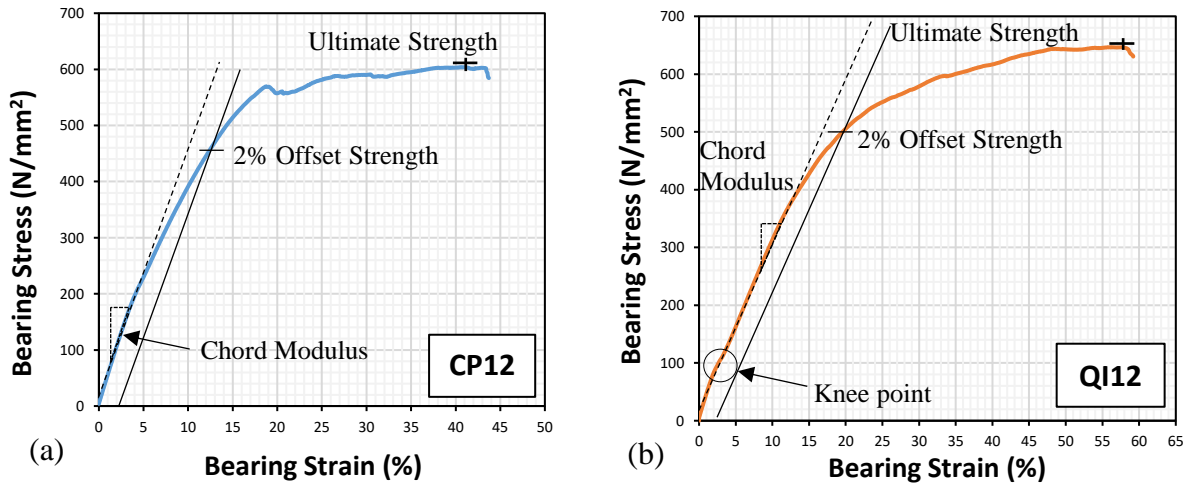 700
600
500
400
300
200
100
0
Bearing Stress (N/mm²)
Ultimate Strength
2% Offset Strength
Chord Modulus
CP12
0 5 10 15 20 25 30 35 40 45 50
Bearing Strain (%)
(a)
700
600
500
400
300
200
100
0
Bearing Stress (N/mm²)
Ultimate Strength
2% Offset Strength
Chord
Modulus
Knee point
QI12
0 5 10 15 20 25 30 35 40 45 50 55 60 65
Bearing Strain (%)
(b)